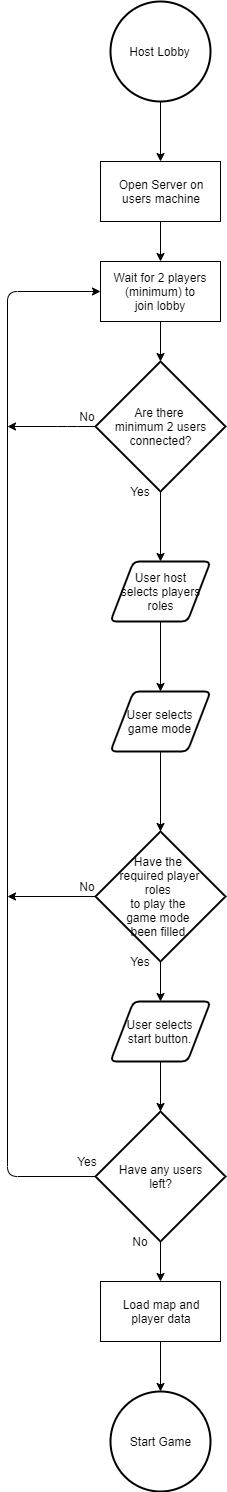 Host Lobby
Open Server on
users machine
Wait for 2 players
(minimum) to
join lobby
Are there
minimum 2 users
connected?
No
Yes
User host
selects players
roles
User selects
game mode
Have the
required player
roles
to play the
game mode
been filled
No
Yes
User selects
start button.
Have any users
left?
Yes
No
Load map and
player data
Start Game